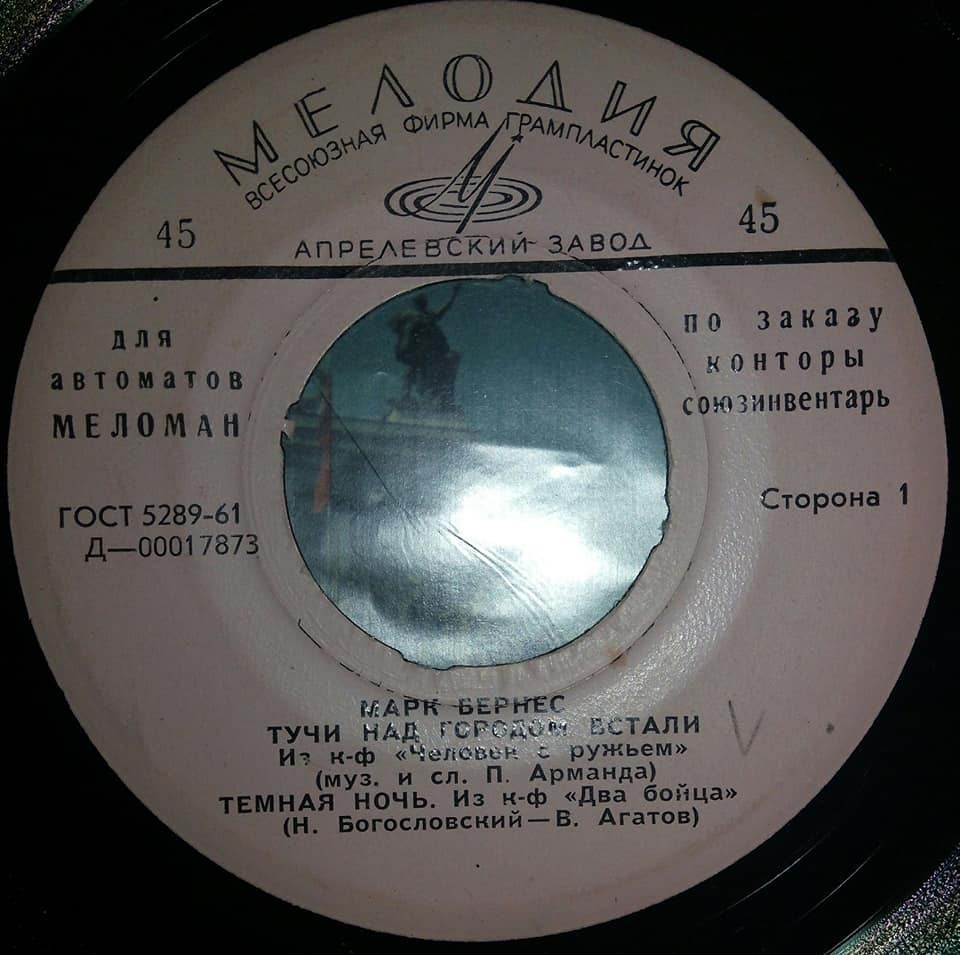 МЕЛОДИЯ
ВСЕСОЮЗНАЯ ФИРМА ГРАМПЛАСТИНОК
45
45
АПРЕЛЕВСКИЙ ЗАВОД
для
автоматов
МЕЛОМАН
по заказу
конторы
союзинвентарь
ГОСТ 5289-61
Д—00017873
Сторона 1
МАРК БЕРНЕС
ТУЧИ НАД ГОРОДОМ ВСТАЛИ
Из к-ф «Человек с ружьем»
(муз. и сл. П. Арманда)
ТЕМНАЯ НОЧЬ. Из к-ф «Два бойца»
(Н. Богословский—В. Агатов)